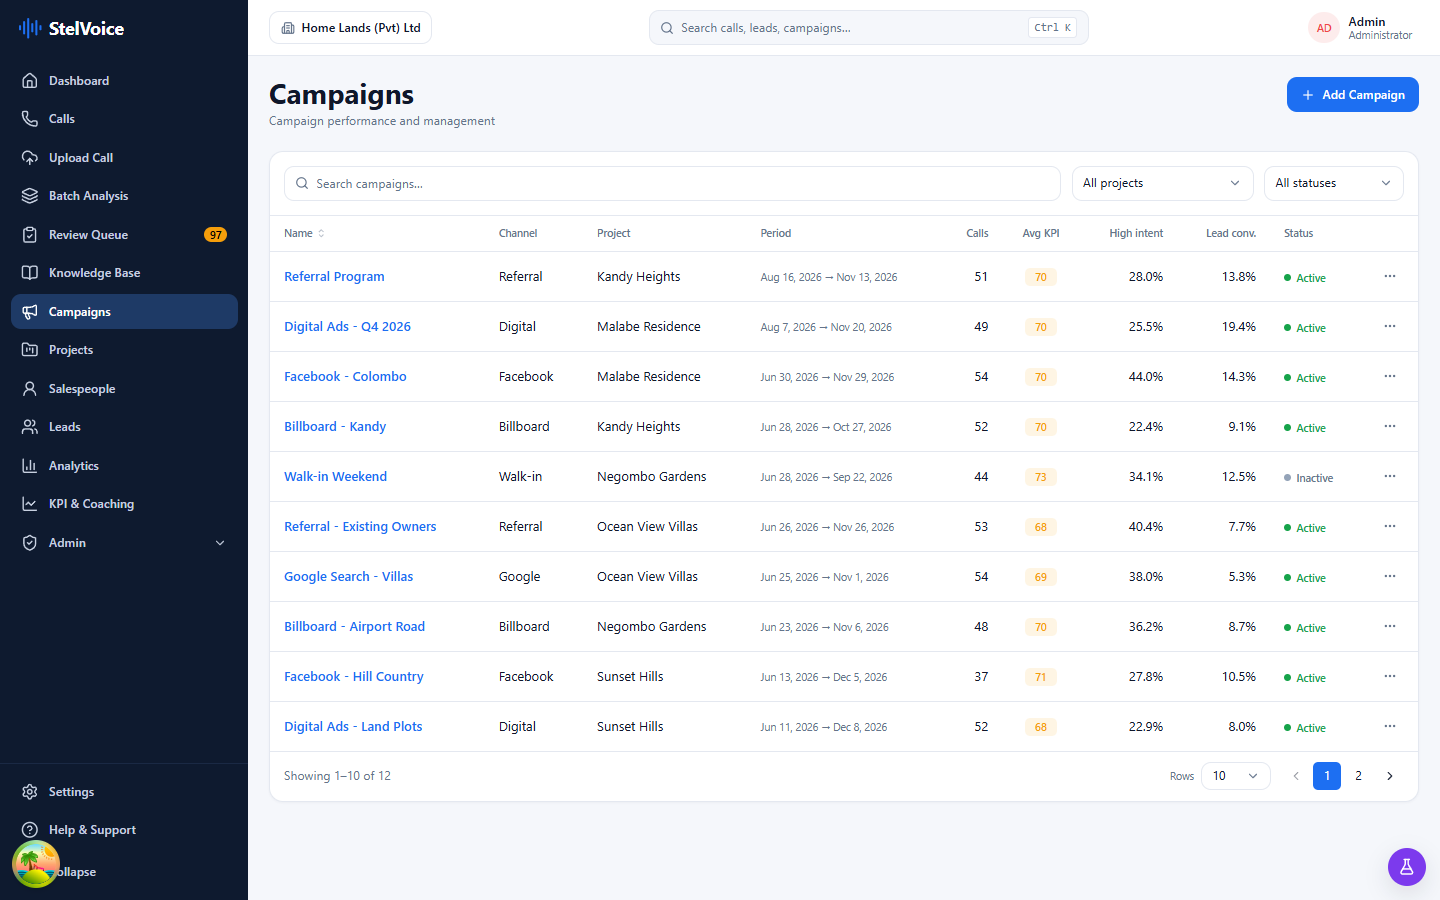 StelVoice
Home Lands (Pvt) Ltd
Search calls, leads, campaigns...
Ctrl K
AD
Admin
Administrator
Dashboard
Calls
Upload Call
Batch Analysis
Review Queue 97
Knowledge Base
Campaigns
Projects
Salespeople
Leads
Analytics
KPI & Coaching
Admin
Settings
Help & Support
ollapse
Campaigns
Campaign performance and management
+ Add Campaign
Search campaigns...
All projects
All statuses
Name Channel Project Period Calls Avg KPI High intent Lead conv. Status
Referral Program Referral Kandy Heights Aug 16, 2026 → Nov 13, 2026 51 70 28.0% 13.8% Active ...
Digital Ads - Q4 2026 Digital Malabe Residence Aug 7, 2026 → Nov 20, 2026 49 70 25.5% 19.4% Active ...
Facebook - Colombo Facebook Malabe Residence Jun 30, 2026 → Nov 29, 2026 54 70 44.0% 14.3% Active ...
Billboard - Kandy Billboard Kandy Heights Jun 28, 2026 → Oct 27, 2026 52 70 22.4% 9.1% Active ...
Walk-in Weekend Walk-in Negombo Gardens Jun 28, 2026 → Sep 22, 2026 44 73 34.1% 12.5% Inactive ...
Referral - Existing Owners Referral Ocean View Villas Jun 26, 2026 → Nov 26, 2026 53 68 40.4% 7.7% Active ...
Google Search - Villas Google Ocean View Villas Jun 25, 2026 → Nov 1, 2026 54 69 38.0% 5.3% Active ...
Billboard - Airport Road Billboard Negombo Gardens Jun 23, 2026 → Nov 6, 2026 48 70 36.2% 8.7% Active ...
Facebook - Hill Country Facebook Sunset Hills Jun 13, 2026 → Dec 5, 2026 37 71 27.8% 10.5% Active ...
Digital Ads - Land Plots Digital Sunset Hills Jun 11, 2026 → Dec 8, 2026 52 68 22.9% 8.0% Active ...
Showing 1–10 of 12
Rows 10 < 1 2 >